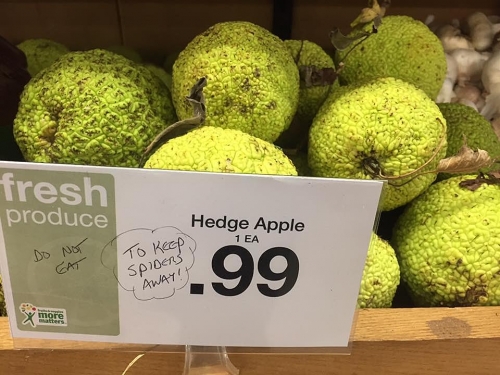 fresh
produce
DO NOT
EAT
TO KEEP
SPIDERS
AWAY!
Hedge Apple
1 EA
.99
more
matters